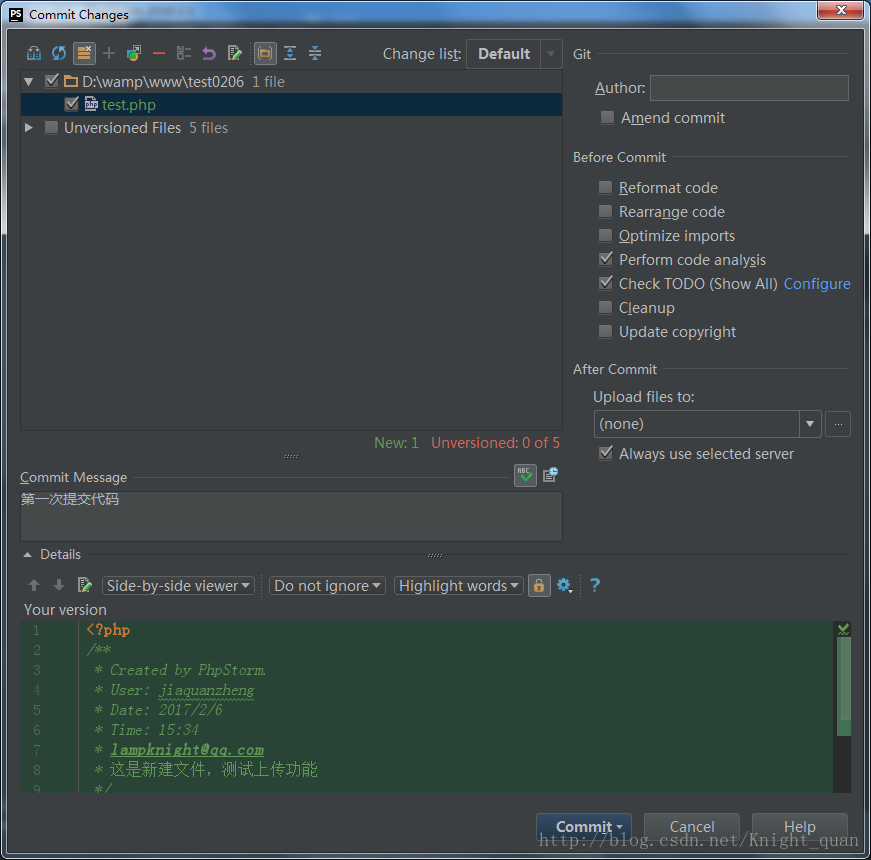 PS Commit Changes
Change list: Default
D:\wamp\www\test0206 1 file
php test.php
Unversioned Files 5 files
New: 1 Unversioned: 0 of 5
Git
Author:
Amend commit
Before Commit
Reformat code
Rearrange code
Optimize imports
Perform code analysis
Check TODO (Show All) Configure
Cleanup
Update copyright
After Commit
Upload files to:
(none) ...
Always use selected server
Commit Message ABC
第一次提交代码
Details
Side-by-side viewer Do not ignore Highlight words ?
Your version
1 <?php
2 /**
3 * Created by PhpStorm.
4 * User: jiaquanzheng
5 * Date: 2017/2/6
6 * Time: 15:34
7 * lampknight@qq.com
8 * 这是新建文件，测试上传功能
9 */
Commit Cancel Help
http://blog.csdn.net/Knight_quan